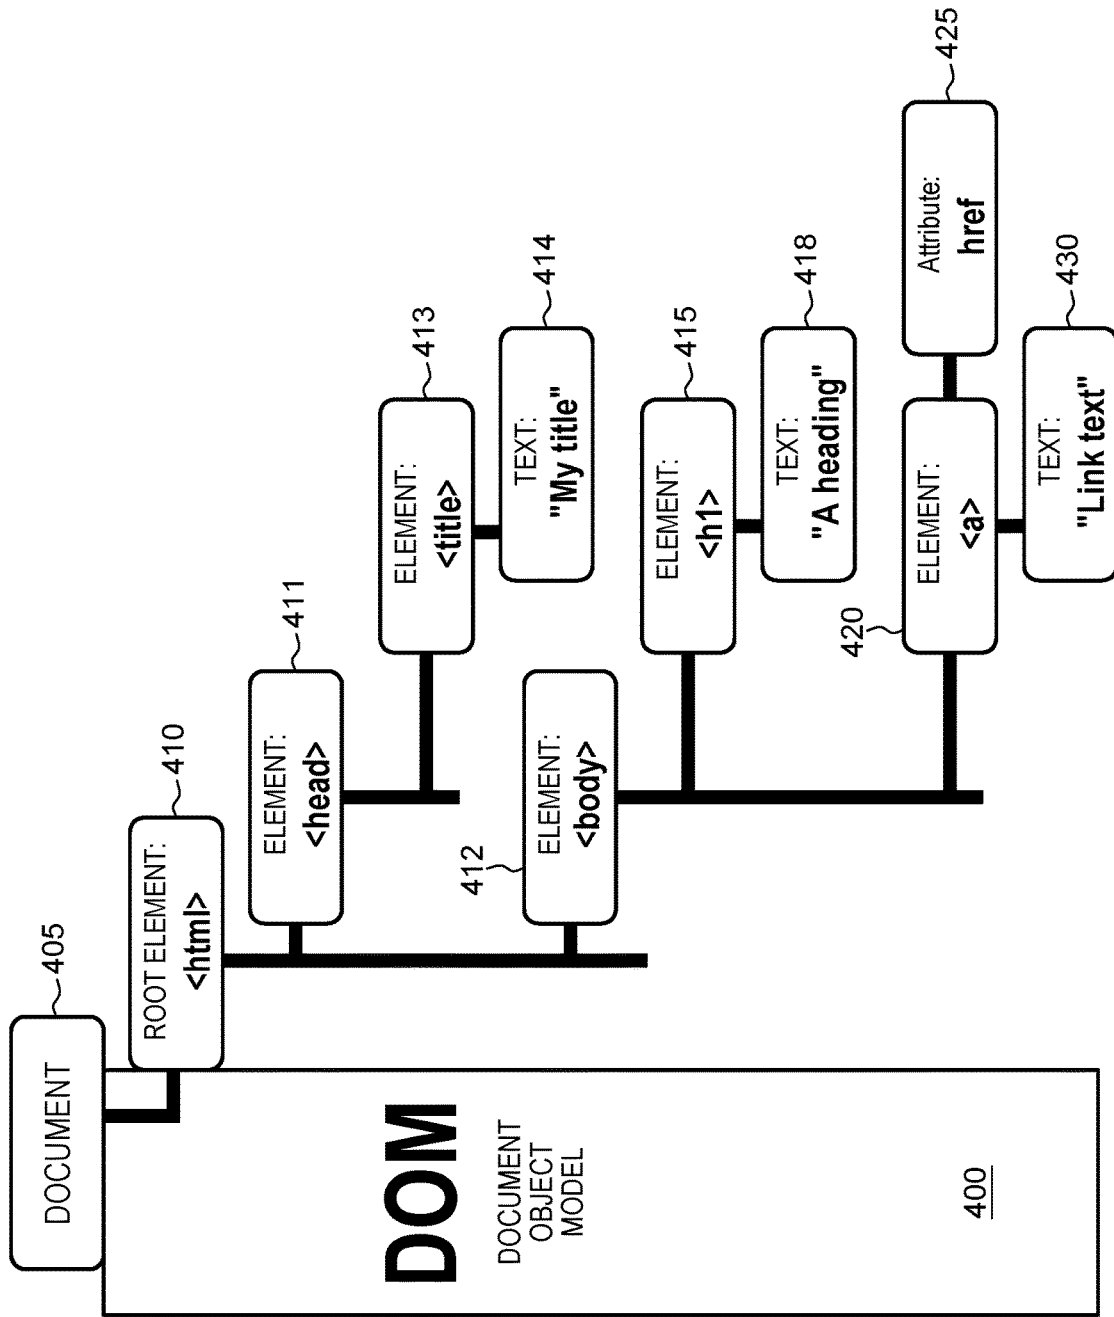 DOCUMENT
405
ROOT ELEMENT:
<html>
410
ELEMENT:
<head>
411
ELEMENT:
<title>
413
TEXT:
"My title"
414
ELEMENT:
<body>
412
ELEMENT:
<h1>
415
TEXT:
"A heading"
418
ELEMENT:
<a>
420
Attribute:
href
425
TEXT:
"Link text"
430
DOM
DOCUMENT
OBJECT
MODEL
400